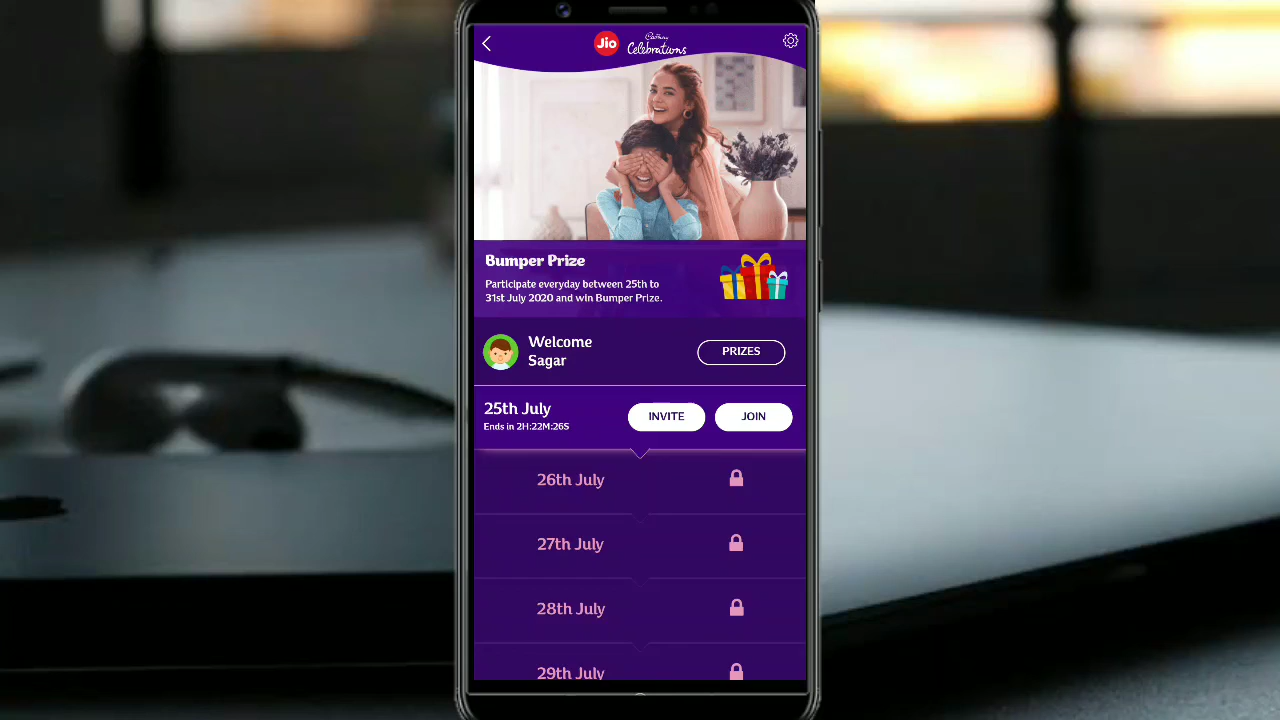 Jio
Cadbury
Celebrations
Bumper Prize
Participate everyday between 25th to
31st July 2020 and win Bumper Prize.
Welcome
Sagar
PRIZES
25th July
Ends in 2H:22M:26S
INVITE
JOIN
26th July
27th July
28th July
29th July